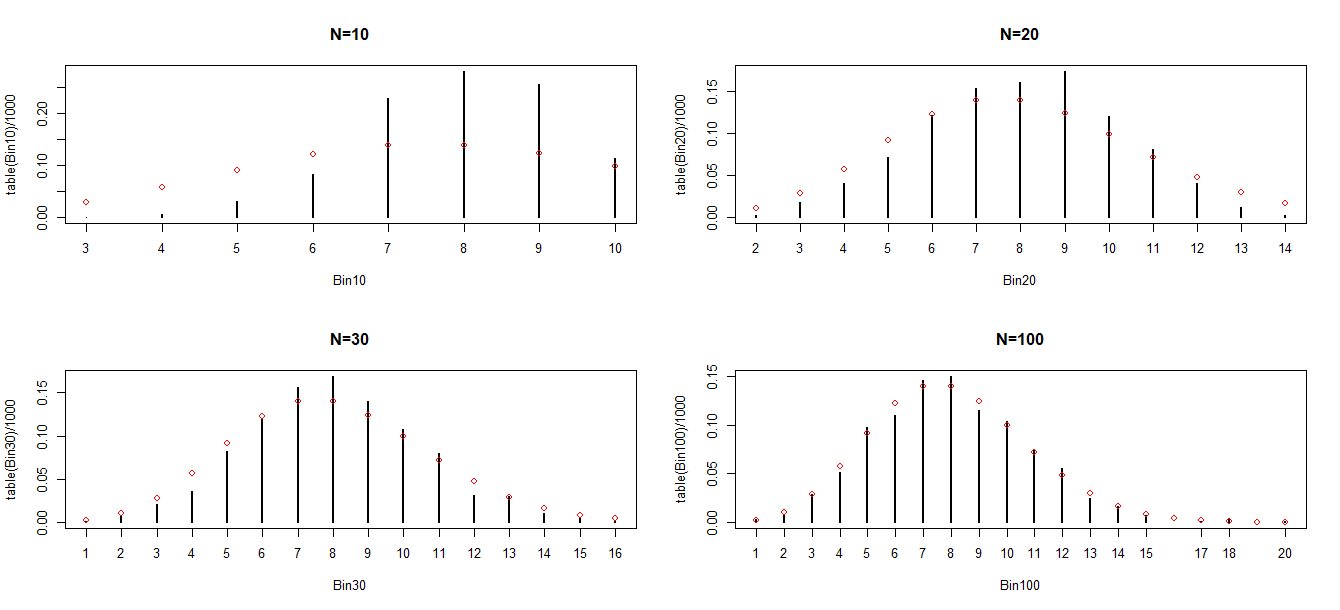 N=10
table(Bin10)/1000
0.00 0.10 0.20
3 4 5 6 7 8 9 10
Bin10
N=20
table(Bin20)/1000
0.00 0.05 0.10 0.15
2 3 4 5 6 7 8 9 10 11 12 13 14
Bin20
N=30
table(Bin30)/1000
0.00 0.05 0.10 0.15
1 2 3 4 5 6 7 8 9 10 11 12 13 14 15 16
Bin30
N=100
table(Bin100)/1000
0.00 0.05 0.10 0.15
1 2 3 4 5 6 7 8 9 10 11 12 13 14 15 17 18 20
Bin100